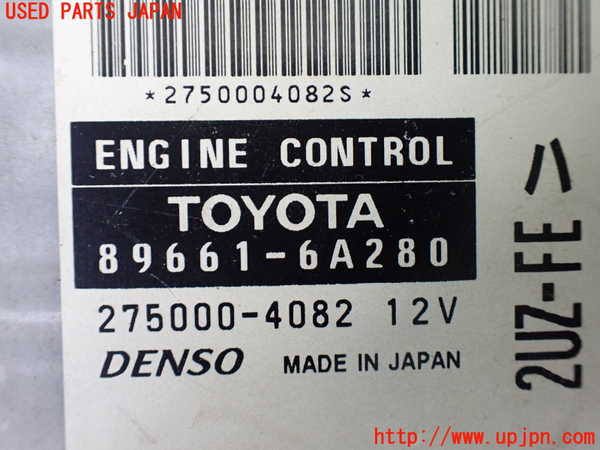 USED PARTS JAPAN
*2750004082S*
ENGINE CONTROL
TOYOTA
89661-6A280
275000-4082 12V
DENSO MADE IN JAPAN
2UZ-FE ハ
http://www.upjpn.com/